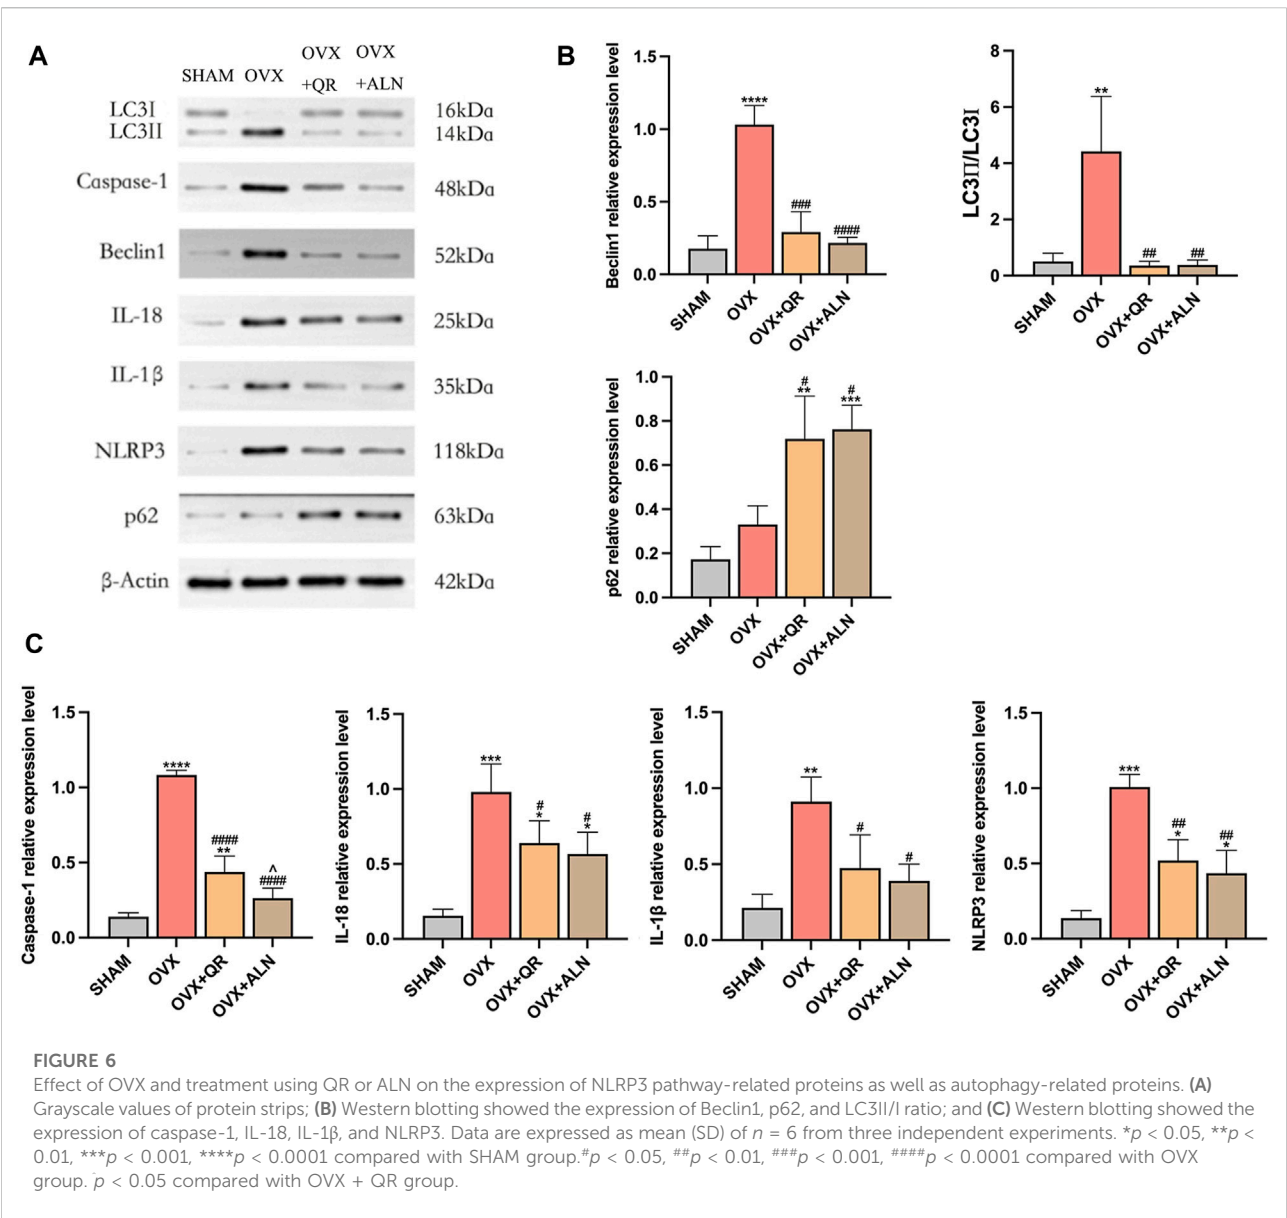 A
SHAM OVX OVX +QR OVX +ALN
LC3I 16kDa
LC3II 14kDa
Caspase-1 48kDa
Beclin1 52kDa
IL-18 25kDa
IL-1β 35kDa
NLRP3 118kDa
p62 63kDa
β-Actin 42kDa
B
Beclin1 relative expression level
1.5
1.0
0.5
0.0
****
###
####
SHAM
OVX
OVX+QR
OVX+ALN
LC3Π/LC3I
8
6
4
2
0
**
##
##
SHAM
OVX
OVX+QR
OVX+ALN
p62 relative expression level
1.0
0.8
0.6
0.4
0.2
0.0
#
**
#
***
SHAM
OVX
OVX+QR
OVX+ALN
C
Caspase-1 relative expression level
1.5
1.0
0.5
0.0
****
####
**
^
####
SHAM
OVX
OVX+QR
OVX+ALN
IL-18 relative expression level
1.5
1.0
0.5
0.0
***
#
*
#
*
SHAM
OVX
OVX+QR
OVX+ALN
IL-1β relative expression level
1.5
1.0
0.5
0.0
**
#
#
SHAM
OVX
OVX+QR
OVX+ALN
NLRP3 relative expression level
1.5
1.0
0.5
0.0
***
##
*
##
*
SHAM
OVX
OVX+QR
OVX+ALN
FIGURE 6
Effect of OVX and treatment using QR or ALN on the expression of NLRP3 pathway-related proteins as well as autophagy-related proteins. (A)
Grayscale values of protein strips; (B) Western blotting showed the expression of Beclin1, p62, and LC3II/I ratio; and (C) Western blotting showed the
expression of caspase-1, IL-18, IL-1β, and NLRP3. Data are expressed as mean (SD) of n = 6 from three independent experiments. *p < 0.05, **p <
0.01, ***p < 0.001, ****p < 0.0001 compared with SHAM group.#p < 0.05, ##p < 0.01, ###p < 0.001, ####p < 0.0001 compared with OVX
group. ^p < 0.05 compared with OVX + QR group.